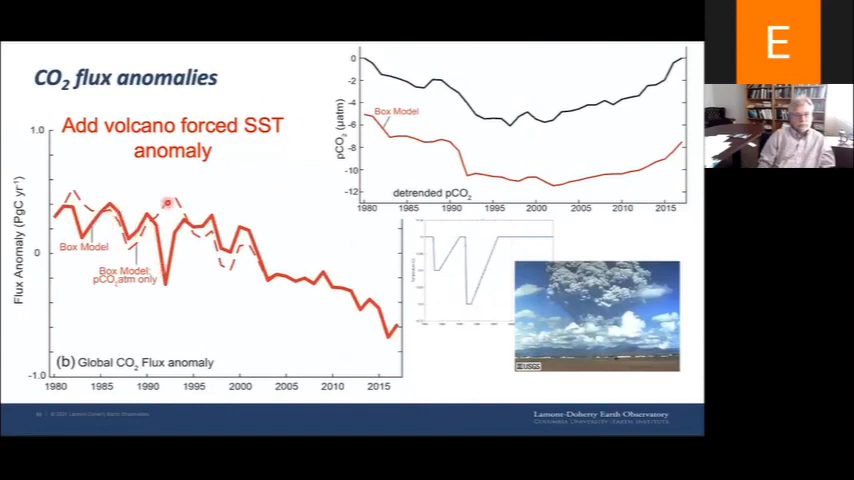 CO2 flux anomalies
Add volcano forced SST
anomaly
1.0
0
-1.0
Flux Anomaly (PgC yr⁻¹)
Box Model
Box Model:
pCO2atm only
(b) Global CO2 Flux anomaly
1980
1985
1990
1995
2000
2005
2010
2015
0
-2
-4
-6
-8
-10
-12
pCO2 (µatm)
Box Model
detrended pCO2
1980
1985
1990
1995
2000
2005
2010
2015
USGS
Lamont-Doherty Earth Observatory
Columbia University | Earth Institute
E